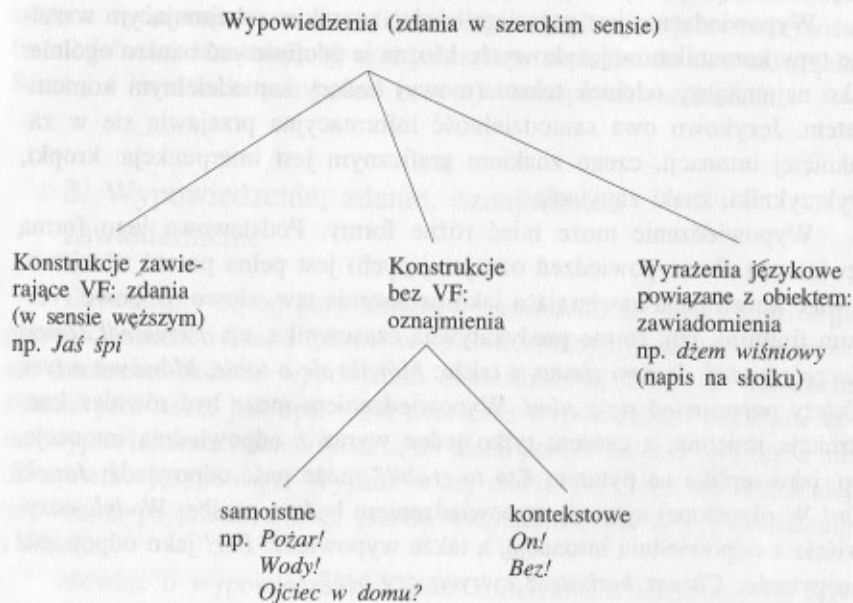 Wypowiedzenia (zdania w szerokim sensie)
Konstrukcje zawie-
rające VF: zdania
(w sensie węższym)
np. Jaś śpi
Konstrukcje
bez VF:
oznajmienia
Wyrażenia językowe
powiązane z obiektem:
zawiadomienia
np. dżem wiśniowy
(napis na słoiku)
samoistne
np. Pożar!
Wody!
Ojciec w domu?
kontekstowe
On!
Bez!